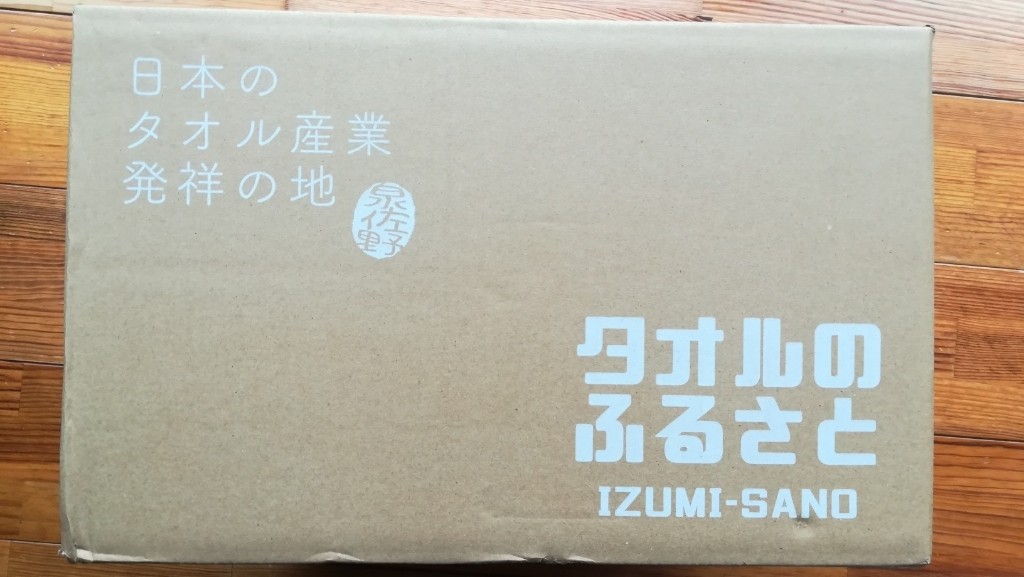 日本の
タオル産業
発祥の地
泉佐野
タオルの
ふるさと
IZUMI-SANO